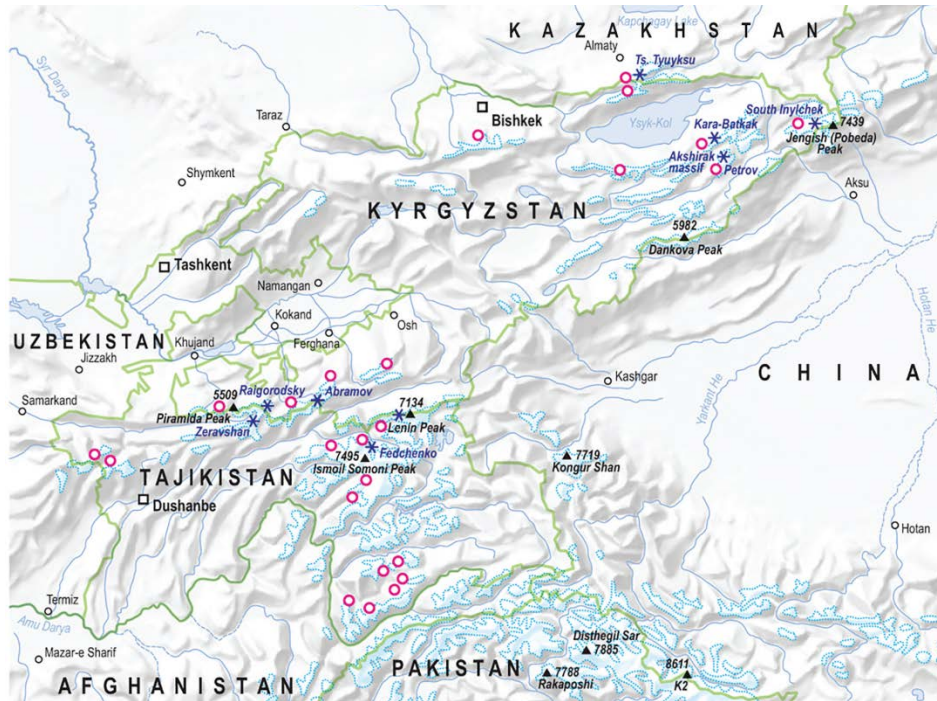 KAZAKHSTAN
Kapchagay Lake
Almaty
Ts. Tyuyksu
Syr Darya
Taraz
Bishkek
Ysyk-Kol
Kara-Batkak
South Inylchek
7439
Jengish (Pobeda)
Peak
Akshirak
massif
Petrov
Shymkent
Aksu
KYRGYZSTAN
5982
Dankova Peak
Tashkent
Namangan
Hotan He
Kokand
Osh
UZBEKISTAN
Khujand
Ferghana
Jizzakh
Kashgar
Yarkant He
CHINA
Samarkand
5509
Raigorodsky
Abramov
7134
Piramida Peak
Lenin Peak
Zeravshan
Fedchenko
7495
Ismoil Somoni Peak
7719
Kongur Shan
TAJIKISTAN
Dushanbe
Hotan
Termiz
Amu Darya
Mazar-e Sharif
Disthegil Sar
7885
PAKISTAN
7788
Rakaposhi
8611
K2
AFGHANISTAN